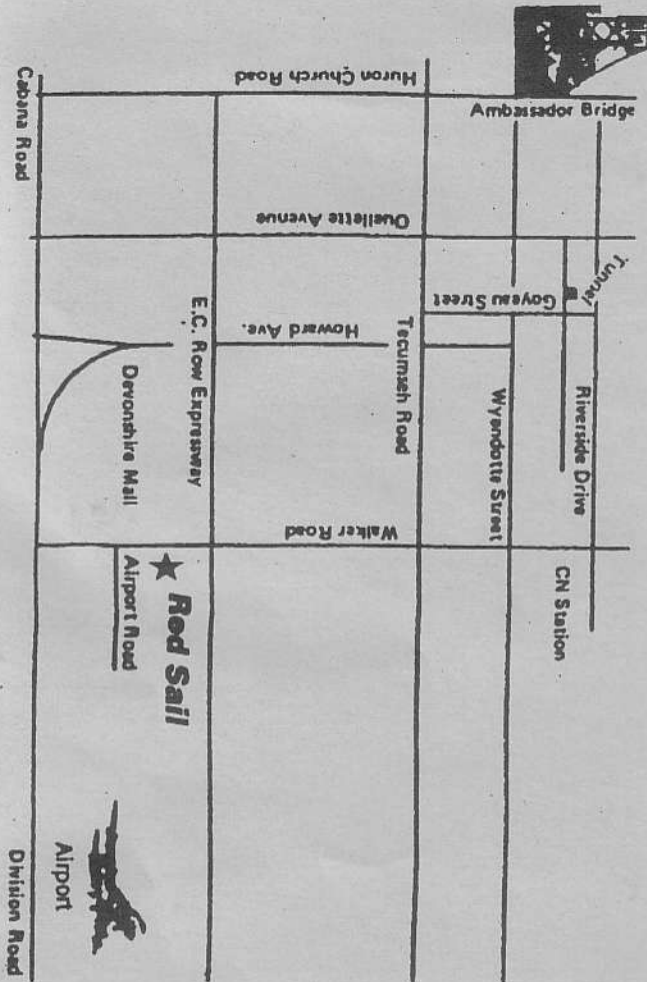 Ambassador Bridge
Huron Church Road
Cabana Road
Ouellette Avenue
Tunnel
Goyeau Street
Howard Ave.
Riverside Drive
Wyandotte Street
Tecumseh Road
E.C. Row Expressway
Devonshire Mall
Walker Road
CN Station
Red Sail
Airport Road
Airport
Division Road